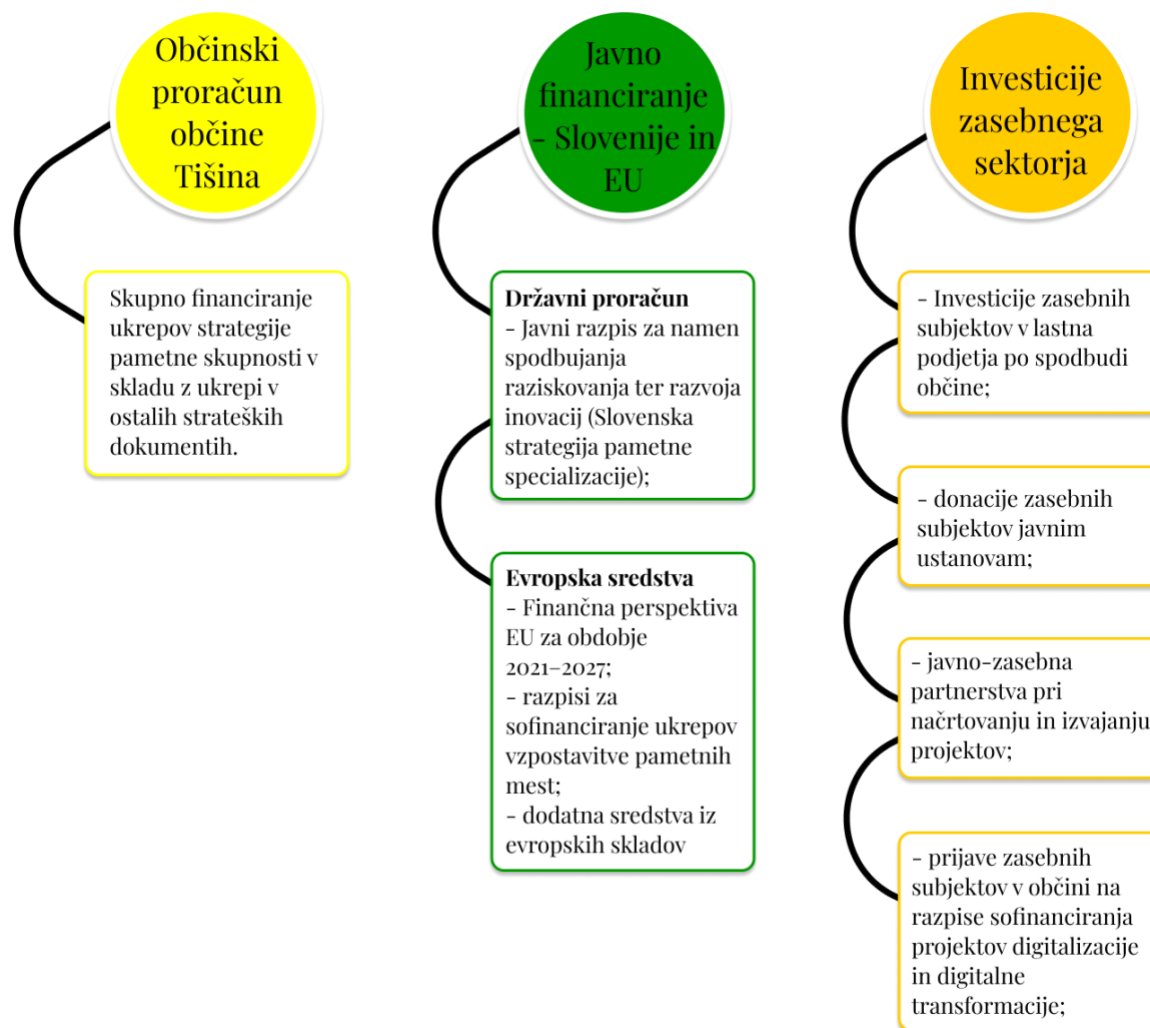 Občinski
proračun
občine
Tišina
Skupno financiranje
ukrepov strategije
pametne skupnosti v
skladu z ukrepi v
ostalih strateških
dokumentih.
Javno
financiranje
- Slovenije in
EU
Državni proračun
- Javni razpis za namen
spodbujanja
raziskovanja ter razvoja
inovacij (Slovenska
strategija pametne
specializacije);
Evropska sredstva
- Finančna perspektiva
EU za obdobje
2021–2027;
- razpisi za
sofinanciranje ukrepov
vzpostavitve pametnih
mest;
- dodatna sredstva iz
evropskih skladov
Investicije
zasebnega
sektorja
- Investicije zasebnih
subjektov v lastna
podjetja po spodbudi
občine;
- donacije zasebnih
subjektov javnim
ustanovam;
- javno-zasebna
partnerstva pri
načrtovanju in izvajanju
projektov;
- prijave zasebnih
subjektov v občini na
razpise sofinanciranja
projektov digitalizacije
in digitalne
transformacije;